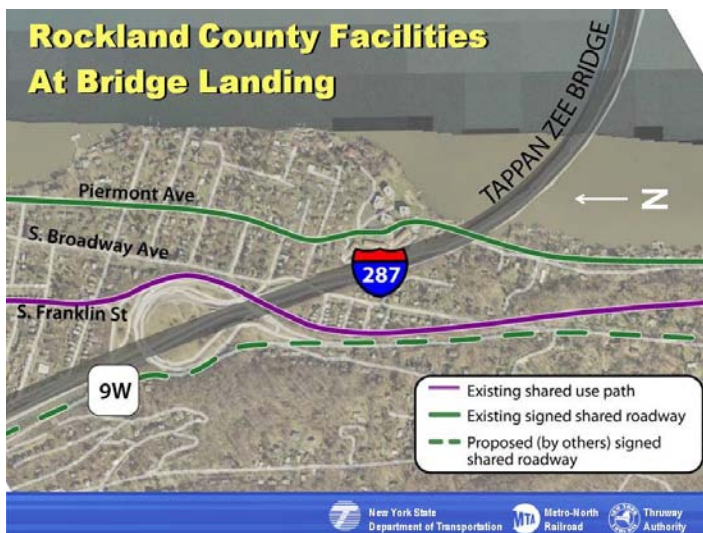 Rockland County Facilities
At Bridge Landing
TAPPAN ZEE BRIDGE
N
Piermont Ave
S. Broadway Ave
287
S. Franklin St
9W
Existing shared use path
Existing signed shared roadway
Proposed (by others) signed
shared roadway
New York State
Department of Transportation
MTA
Metro-North
Railroad
Thruway
Authority